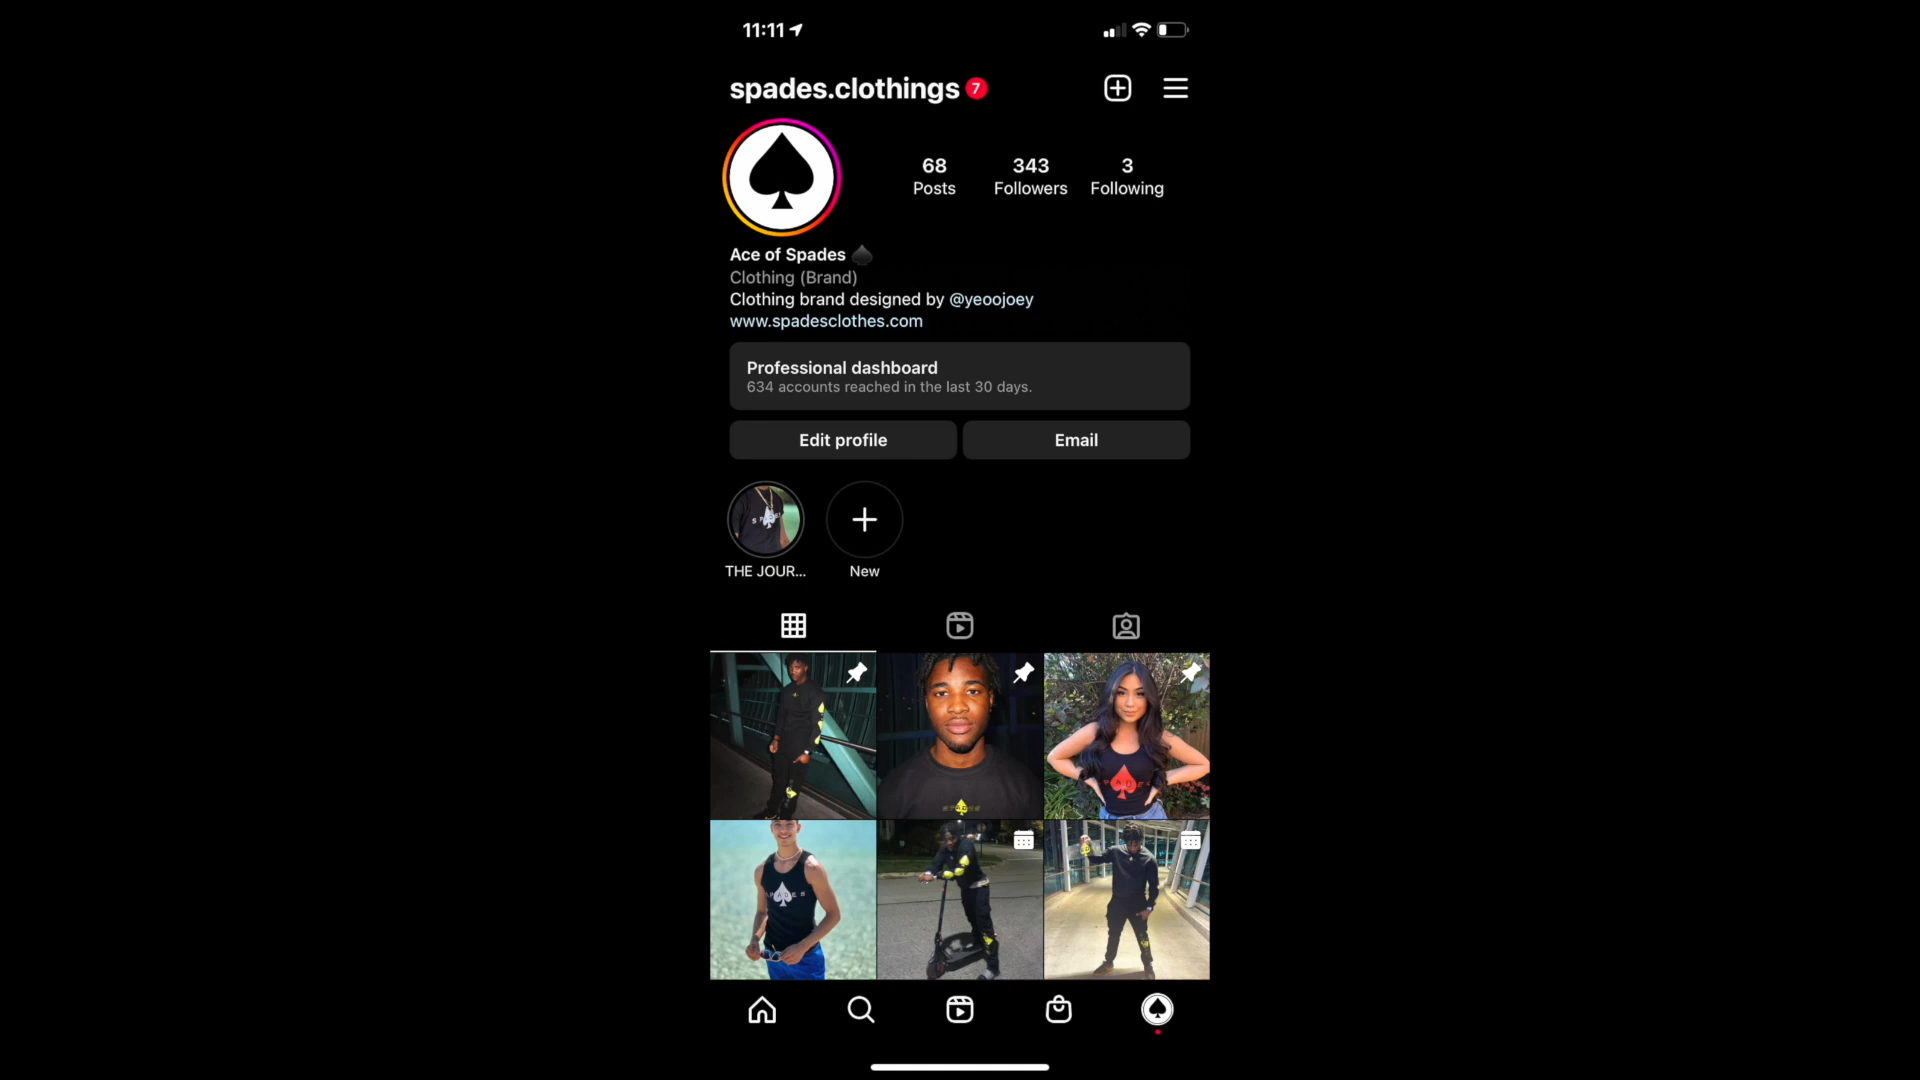 11:11
spades.clothings 7
68 343 3
Posts Followers Following
Ace of Spades
Clothing (Brand)
Clothing brand designed by @yeoojoey
www.spadesclothes.com
Professional dashboard
634 accounts reached in the last 30 days.
Edit profile Email
THE JOUR... New
SPADES